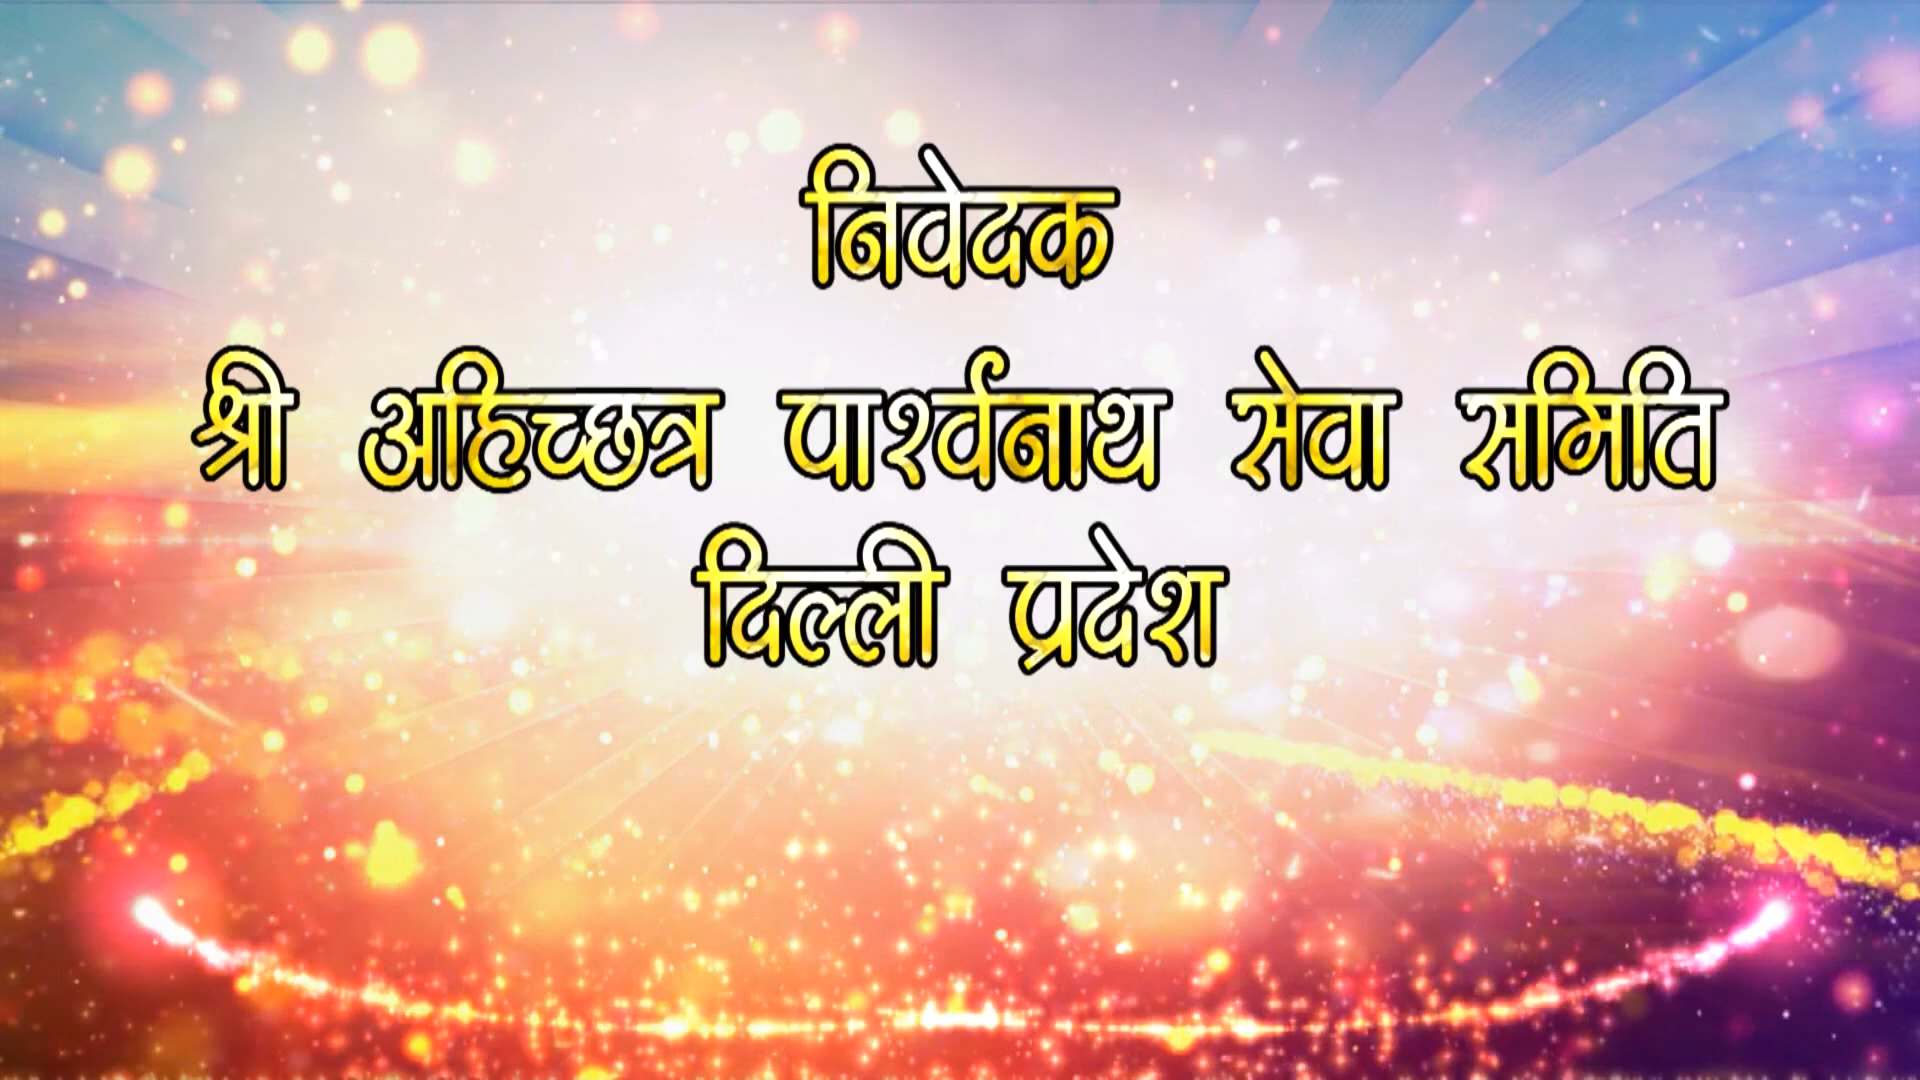 निवेदक
श्री अहिच्छत्र पार्श्वनाथ सेवा समिति
दिल्ली प्रदेश